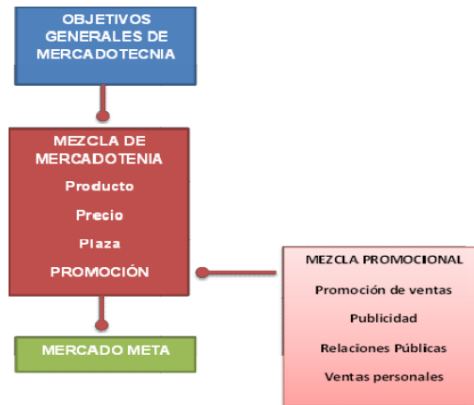 OBJETIVOS
GENERALES DE
MERCADOTECNIA
MEZCLA DE
MERCADOTENIA
Producto
Precio
Plaza
PROMOCIÓN
MERCADO META
MEZCLA PROMOCIONAL
Promoción de ventas
Publicidad
Relaciones Públicas
Ventas personales